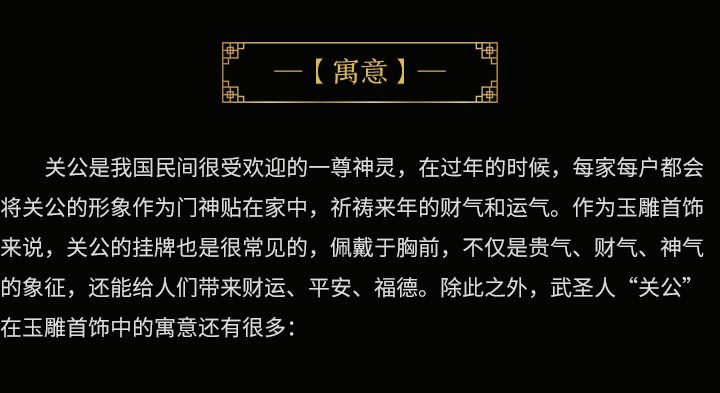 —【寓意】—
关公是我国民间很受欢迎的一尊神灵，在过年的时候，每家每户都会
将关公的形象作为门神贴在家中，祈祷来年的财气和运气。作为玉雕首饰
来说，关公的挂牌也是很常见的，佩戴于胸前，不仅是贵气、财气、神气
的象征，还能给人们带来财运、平安、福德。除此之外，武圣人“关公”
在玉雕首饰中的寓意还有很多：